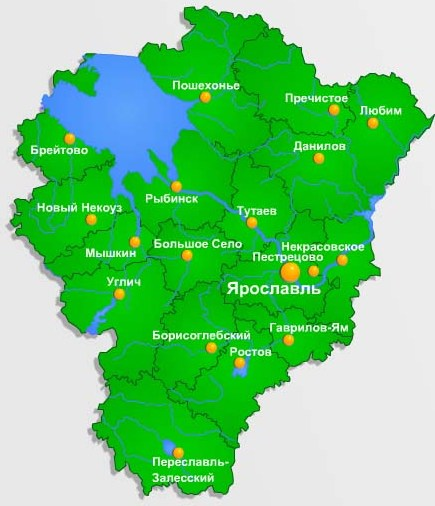 Пошехонье
Пречистое
Любим
Брейтово
Данилов
Рыбинск
Новый Некоуз
Тутаев
Мышкин
Большое Село
Некрасовское
Пестрецово
Углич
Ярославль
Борисоглебский
Гаврилов-Ям
Ростов
Переславль-
Залесский